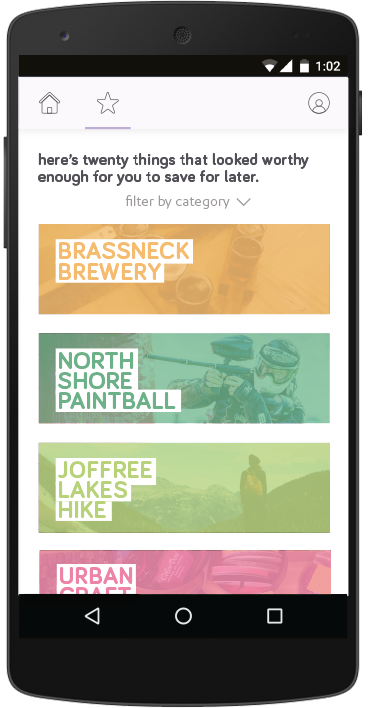 1:02
here's twenty things that looked worthy
enough for you to save for later.
filter by category
BRASSNECK
BREWERY
NORTH
SHORE
PAINTBALL
JOFFREE
LAKES
HIKE
URBAN
CRAFT